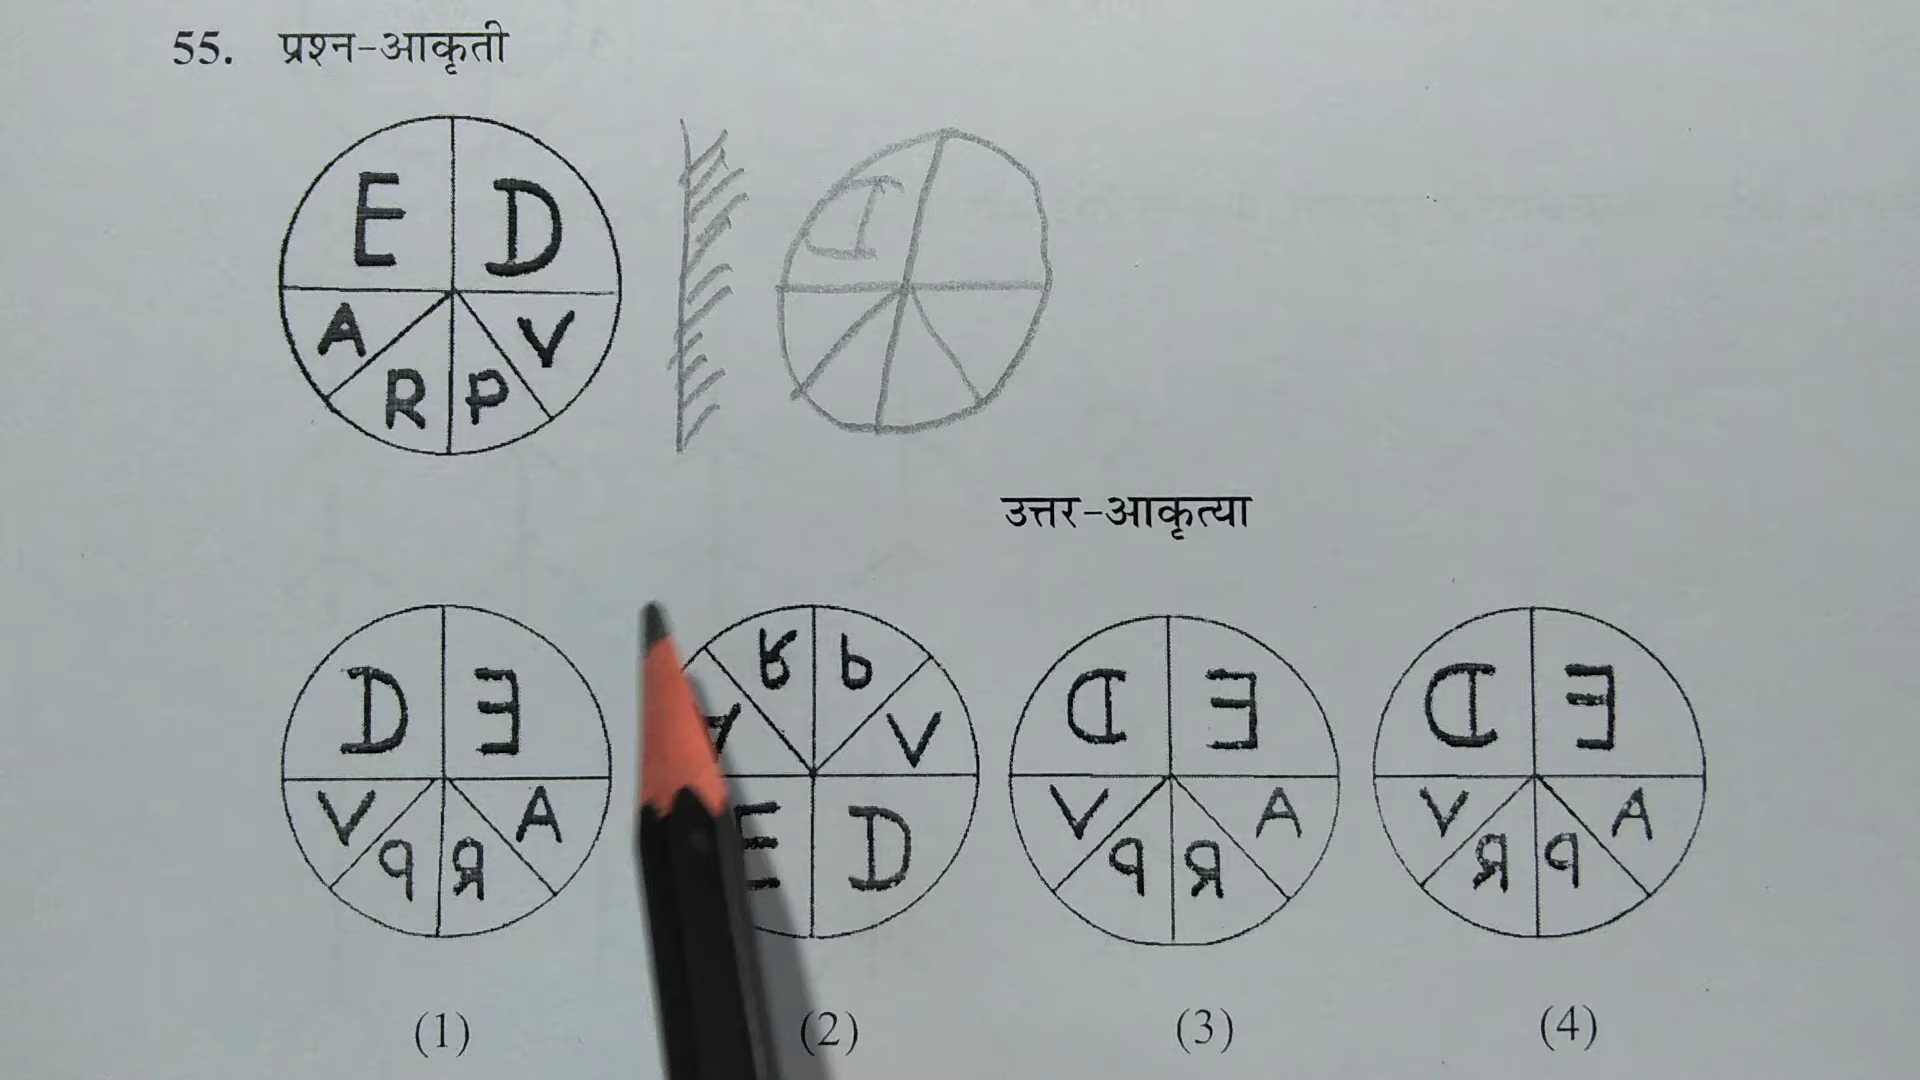 55. प्रश्न-आकृती
E D
A V
R P
उत्तर-आकृत्या
D E R P D E D E
V A V V A V A
P R E D P R R P
(1) (2) (3) (4)